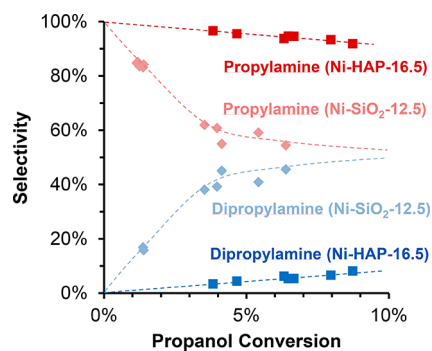 100%
80%
60%
40%
20%
0%
Selectivity
Propylamine (Ni-HAP-16.5)
Propylamine (Ni-SiO₂-12.5)
Dipropylamine (Ni-SiO₂-12.5)
Dipropylamine (Ni-HAP-16.5)
0%
5%
10%
Propanol Conversion